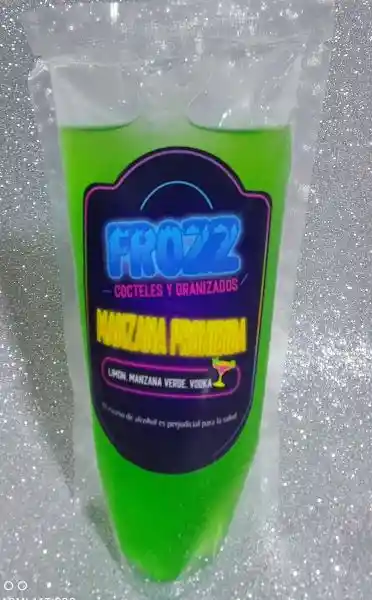 FROZZ
COCTELES Y GRANIZADOS
MANZANA PROHIBIDA
LIMON, MANZANA VERDE, VODKA
El exceso de alcohol es perjudicial para la salud